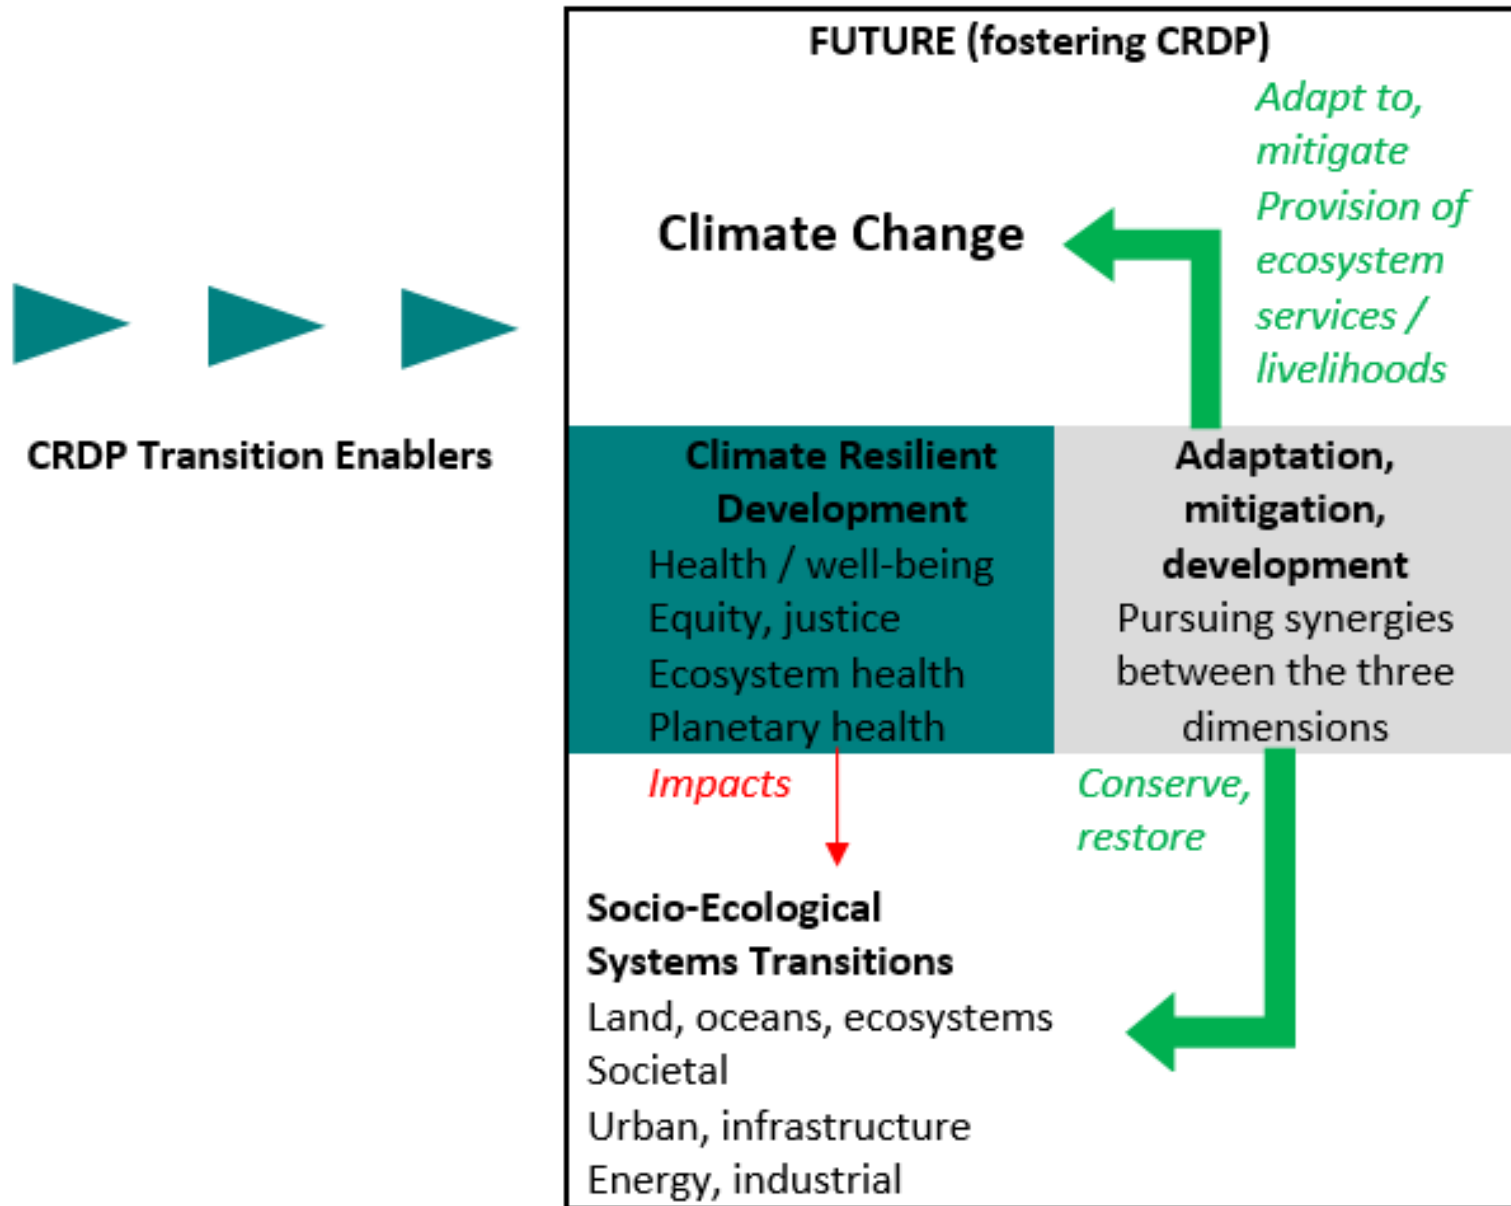 FUTURE (fostering CRDP)
Adapt to,
mitigate
Provision of
ecosystem
services /
livelihoods
Climate Change
CRDP Transition Enablers
Climate Resilient
Development
Health / well-being
Equity, justice
Ecosystem health
Planetary health
Adaptation,
mitigation,
development
Pursuing synergies
between the three
dimensions
Impacts
Conserve,
restore
Socio-Ecological
Systems Transitions
Land, oceans, ecosystems
Societal
Urban, infrastructure
Energy, industrial